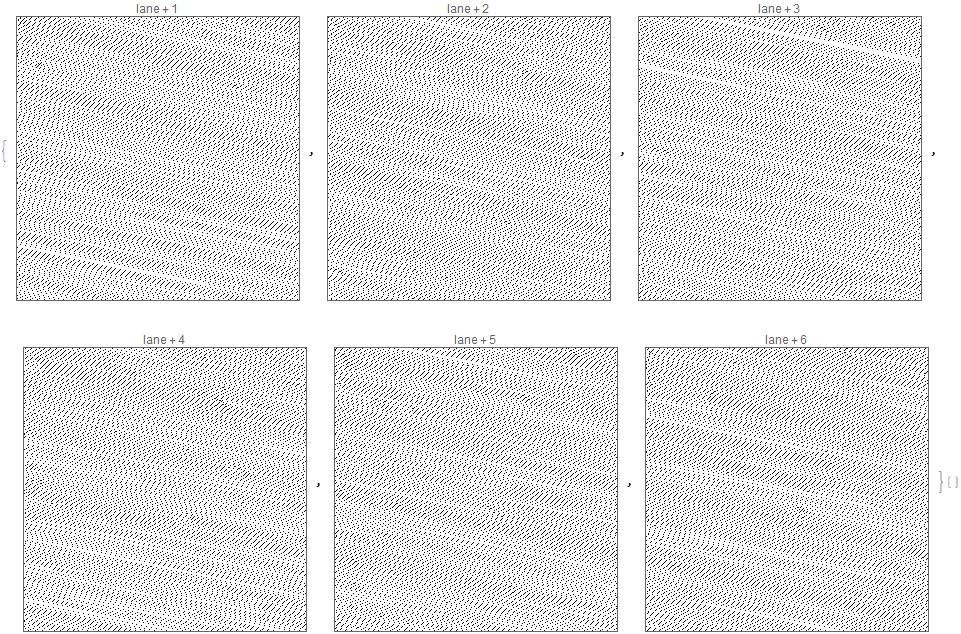 lane + 1 lane + 2 lane + 3
{ , , ,
lane + 4 lane + 5 lane + 6
, , } { }